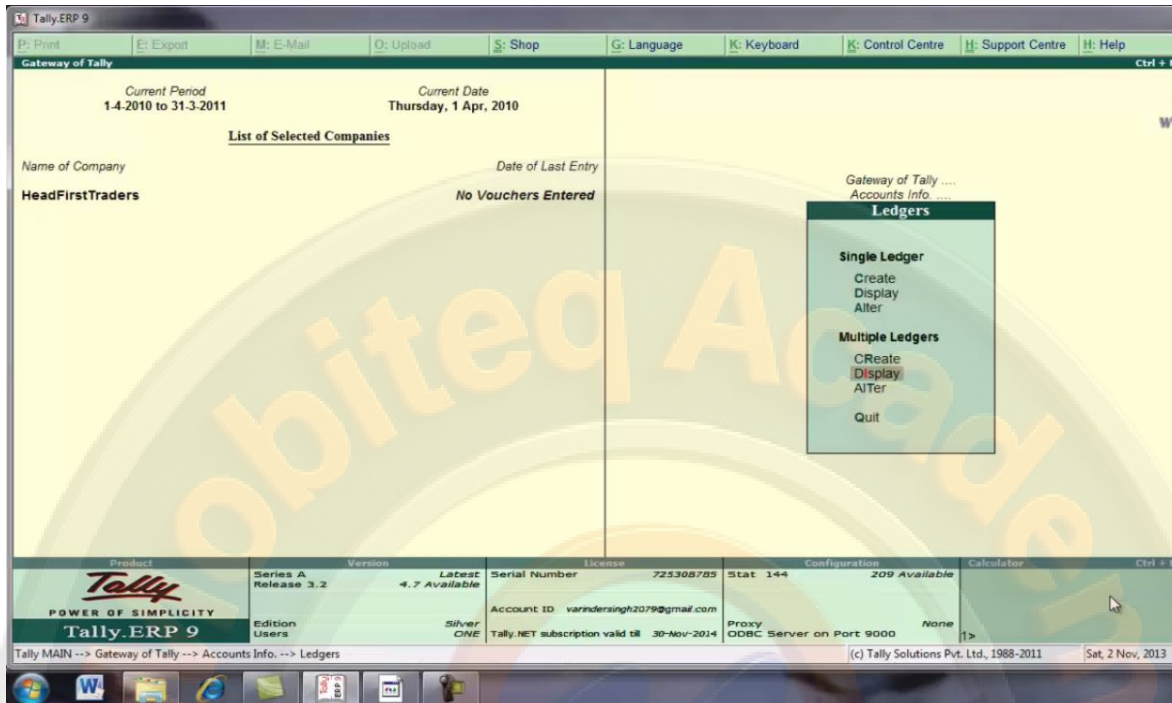 Tally.ERP 9
P: Print E: Export M: E-Mail O: Upload S: Shop G: Language K: Keyboard K: Control Centre H: Support Centre H: Help
Gateway of Tally Ctrl +
Current Period Current Date
1-4-2010 to 31-3-2011 Thursday, 1 Apr, 2010
List of Selected Companies
Name of Company Date of Last Entry
HeadFirstTraders No Vouchers Entered
Gateway of Tally ....
Accounts Info. ....
Ledgers
Single Ledger
Create
Display
Alter
Multiple Ledgers
CReate
DIsplay
AlTer
Quit
obiteq Academ
Product Version License Configuration Calculator Ctrl +
Tally
POWER OF SIMPLICITY
Tally.ERP 9
Series A Latest
Release 3.2 4.7 Available
Edition Silver
Users ONE
Serial Number 725308785
Account ID varindersingh2079@gmail.com
Tally.NET subscription valid till 30-Nov-2014
Stat 144 209 Available
Proxy None
ODBC Server on Port 9000
1>
Tally MAIN --> Gateway of Tally --> Accounts Info. --> Ledgers (c) Tally Solutions Pvt. Ltd., 1988-2011 Sat, 2 Nov, 2013